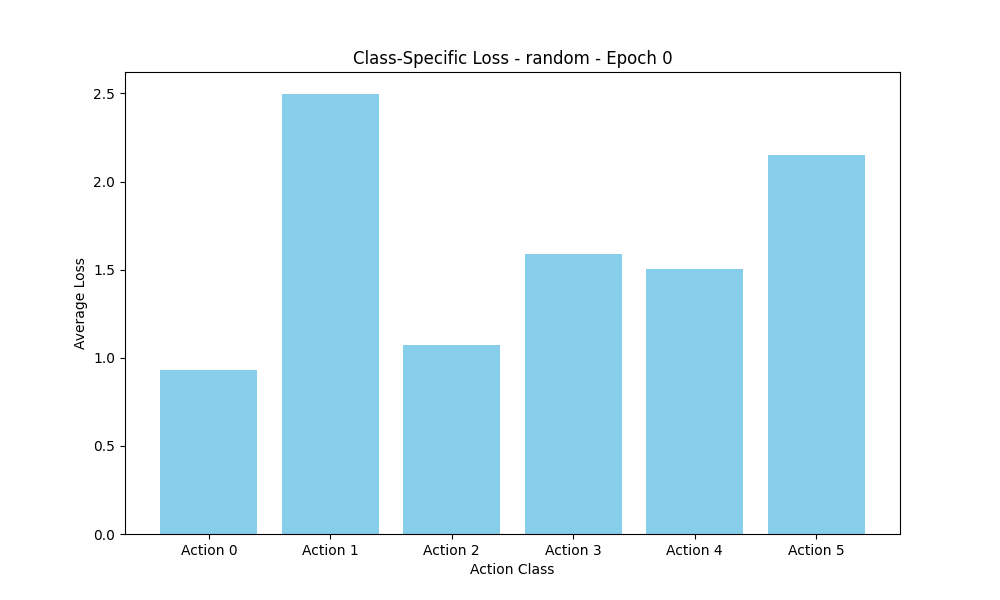 Class-Specific Loss - random - Epoch 0
Average Loss
2.5
2.0
1.5
1.0
0.5
0.0
Action 0 Action 1 Action 2 Action 3 Action 4 Action 5
Action Class